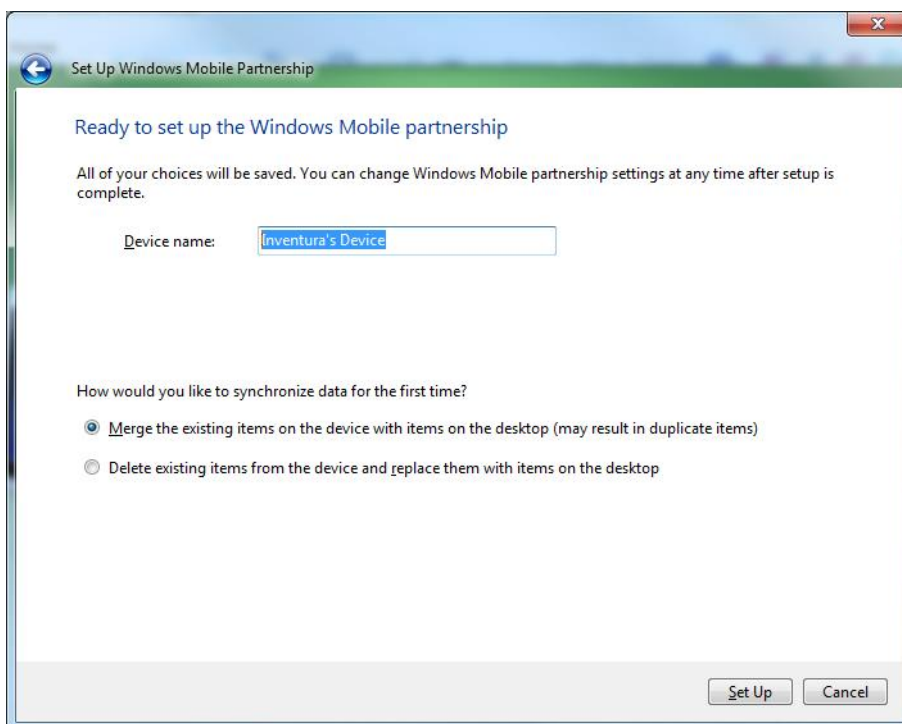 Set Up Windows Mobile Partnership
Ready to set up the Windows Mobile partnership
All of your choices will be saved. You can change Windows Mobile partnership settings at any time after setup is
complete.
Device name: Inventura's Device
How would you like to synchronize data for the first time?
Merge the existing items on the device with items on the desktop (may result in duplicate items)
Delete existing items from the device and replace them with items on the desktop
Set Up Cancel